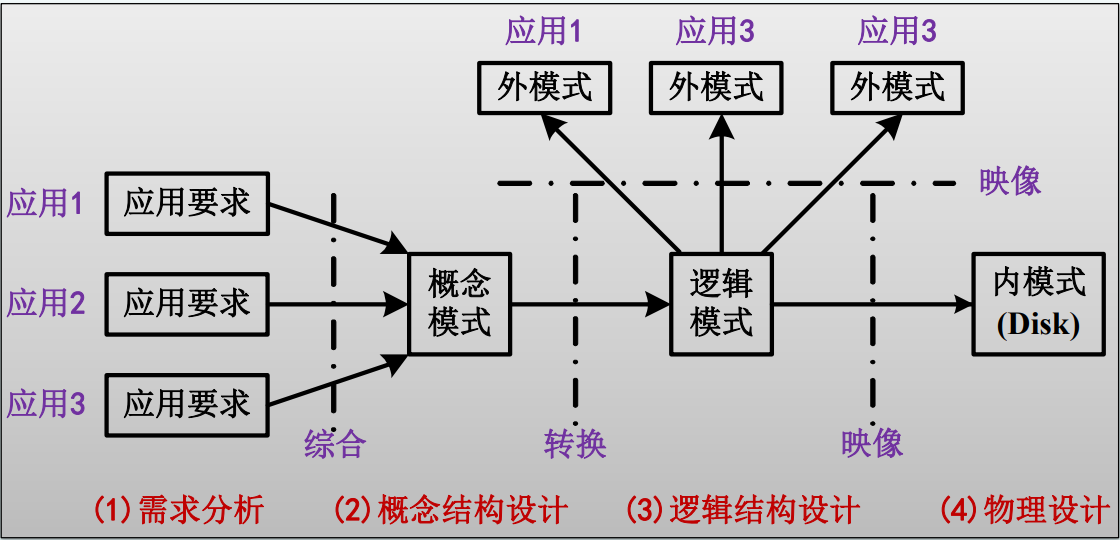 应用1
应用3
应用3
外模式
外模式
外模式
映像
应用1
应用要求
应用2
应用要求
应用3
应用要求
概念
模式
逻辑
模式
内模式
(Disk)
综合
转换
映像
(1)需求分析
(2)概念结构设计
(3)逻辑结构设计
(4)物理设计